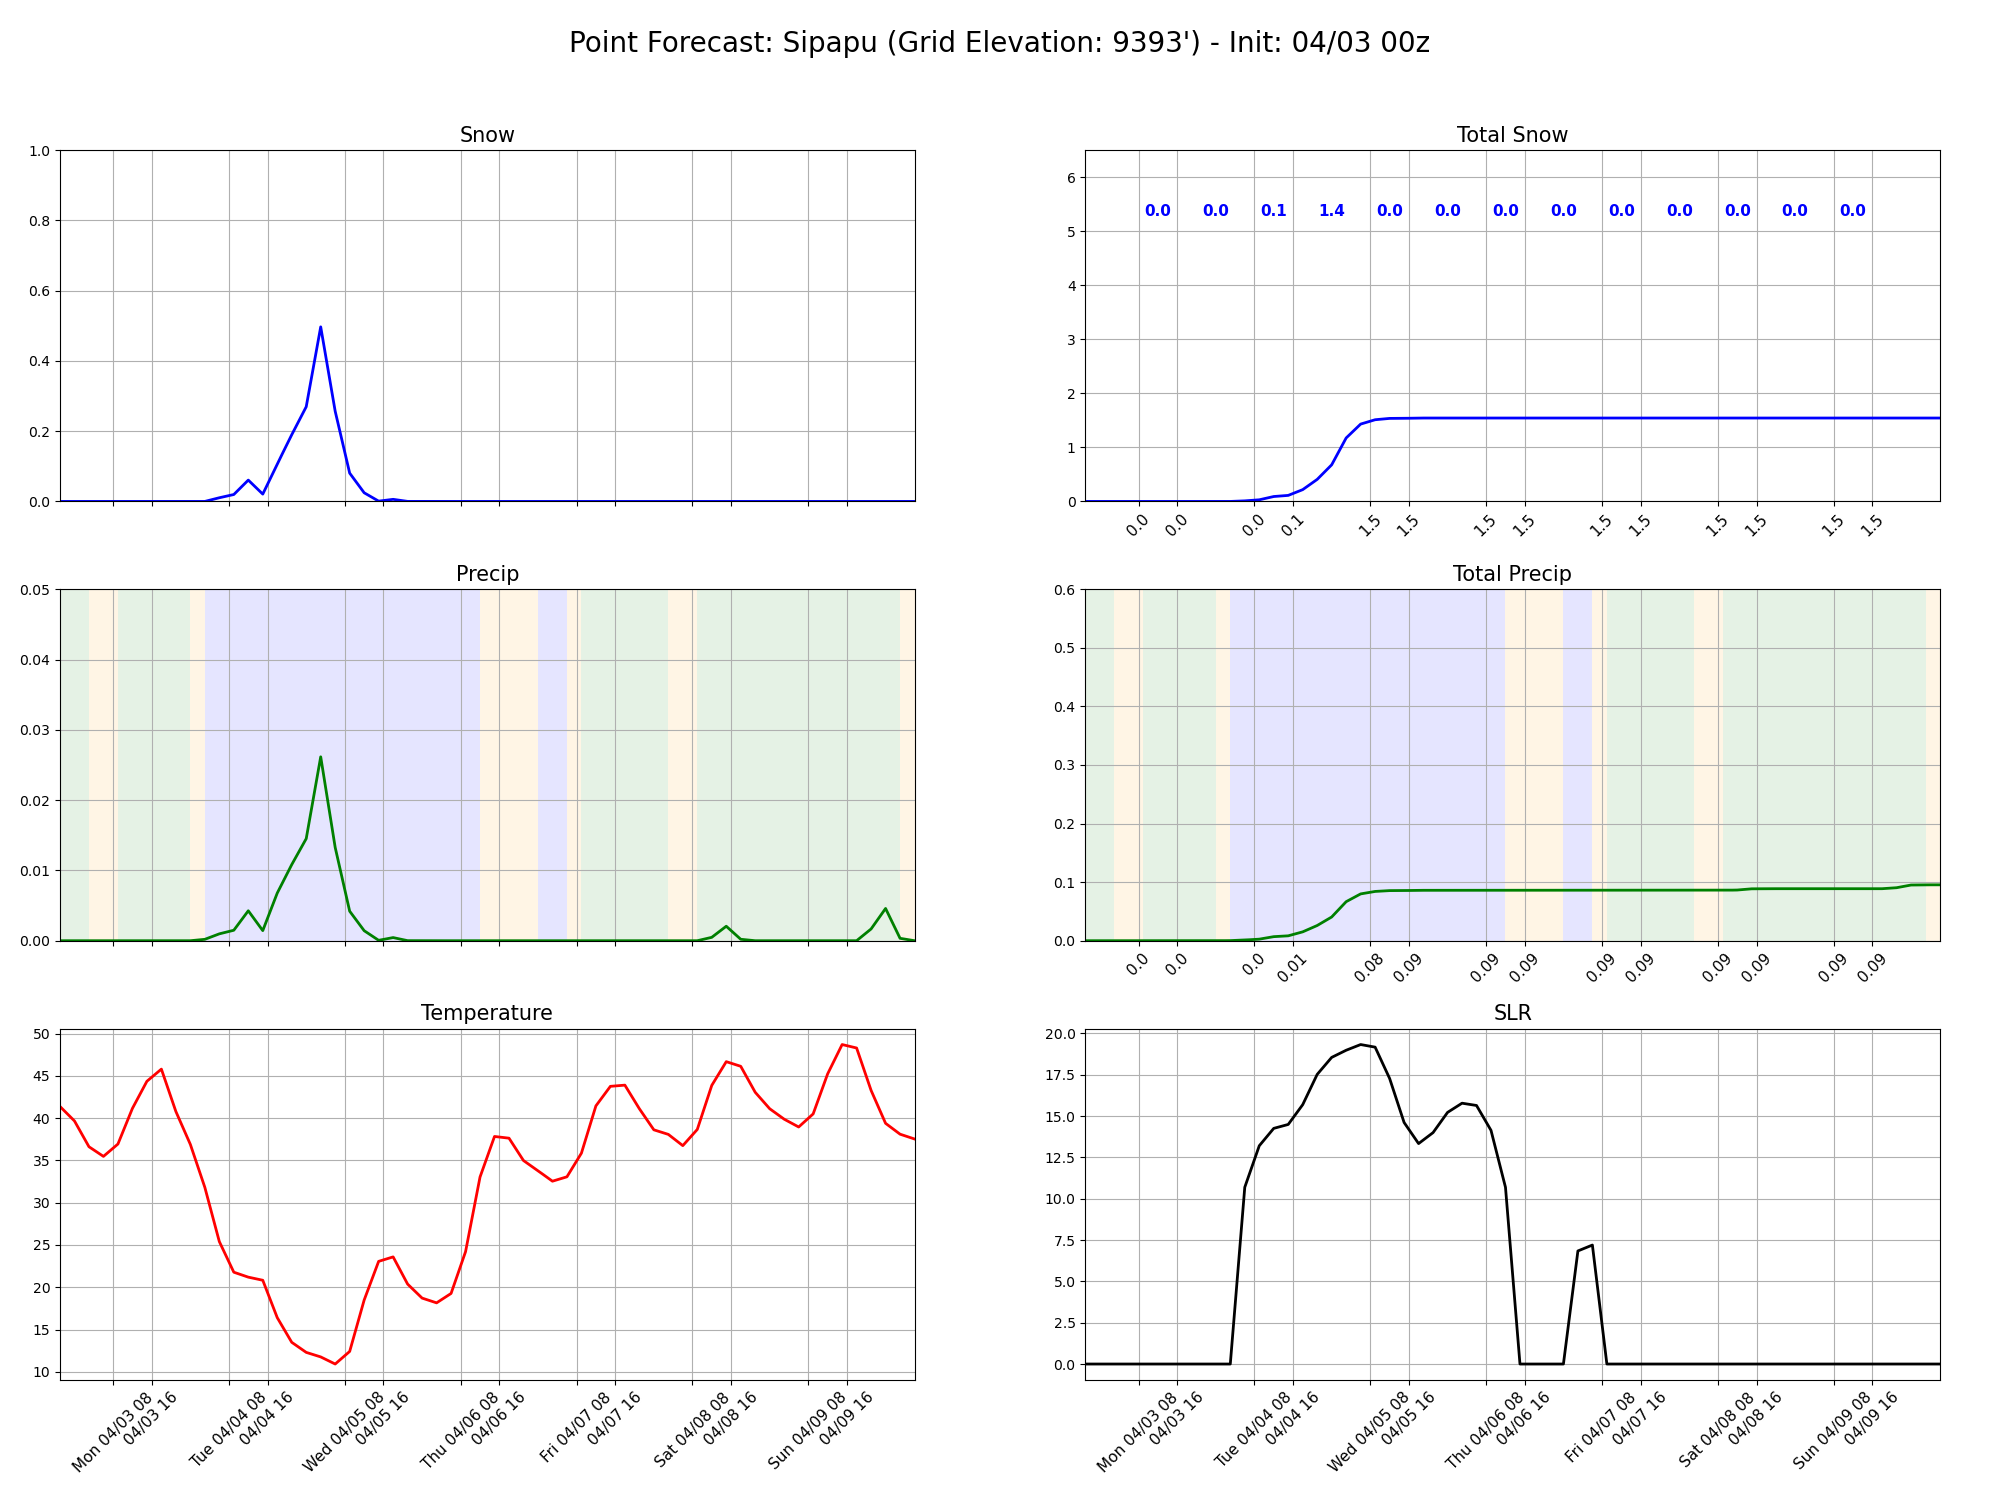 Point Forecast: Sipapu (Grid Elevation: 9393') - Init: 04/03 00z
Snow
1.0
0.8
0.6
0.4
0.2
0.0
Total Snow
6
5
4
3
2
1
0
0.0 0.0 0.1 1.4 0.0 0.0 0.0 0.0 0.0 0.0 0.0 0.0 0.0
0.0 0.0 0.0 0.1 1.5 1.5 1.5 1.5 1.5 1.5 1.5 1.5 1.5 1.5
Precip
0.05
0.04
0.03
0.02
0.01
0.00
Total Precip
0.6
0.5
0.4
0.3
0.2
0.1
0.0
0.0 0.0 0.0 0.01 0.08 0.09 0.09 0.09 0.09 0.09 0.09 0.09 0.09 0.09
Temperature
50
45
40
35
30
25
20
15
10
Mon 04/03 08
04/03 16
Tue 04/04 08
04/04 16
Wed 04/05 08
04/05 16
Thu 04/06 08
04/06 16
Fri 04/07 08
04/07 16
Sat 04/08 08
04/08 16
Sun 04/09 08
04/09 16
SLR
20.0
17.5
15.0
12.5
10.0
7.5
5.0
2.5
0.0
Mon 04/03 08
04/03 16
Tue 04/04 08
04/04 16
Wed 04/05 08
04/05 16
Thu 04/06 08
04/06 16
Fri 04/07 08
04/07 16
Sat 04/08 08
04/08 16
Sun 04/09 08
04/09 16